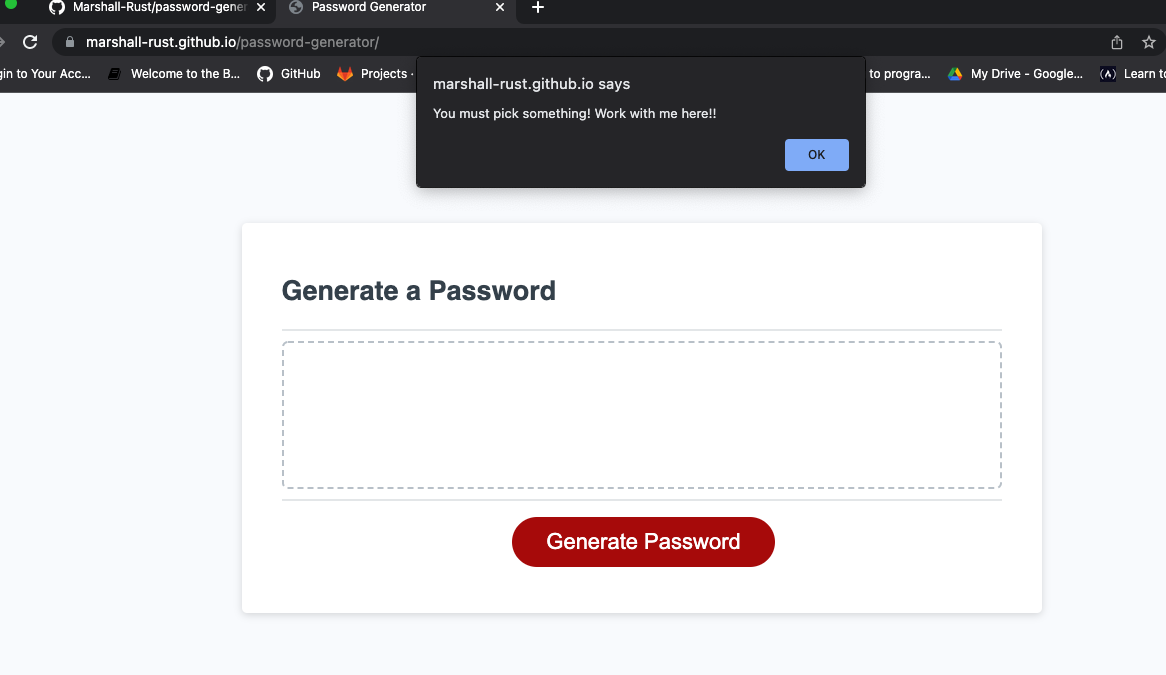 Marshall-Rust/password-gener
Password Generator
marshall-rust.github.io/password-generator/
gin to Your Acc...
Welcome to the B...
GitHub
Projects ·
to progra...
My Drive - Google...
Learn to
marshall-rust.github.io says
You must pick something! Work with me here!!
OK
Generate a Password
Generate Password